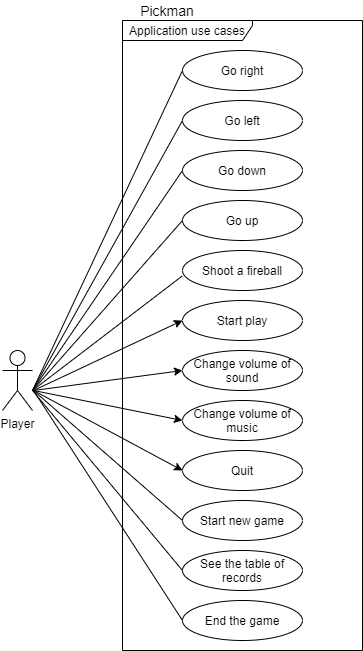 Pickman
Application use cases
Go right
Go left
Go down
Go up
Shoot a fireball
Start play
Change volume of
sound
Change volume of
music
Player
Quit
Start new game
See the table of
records
End the game